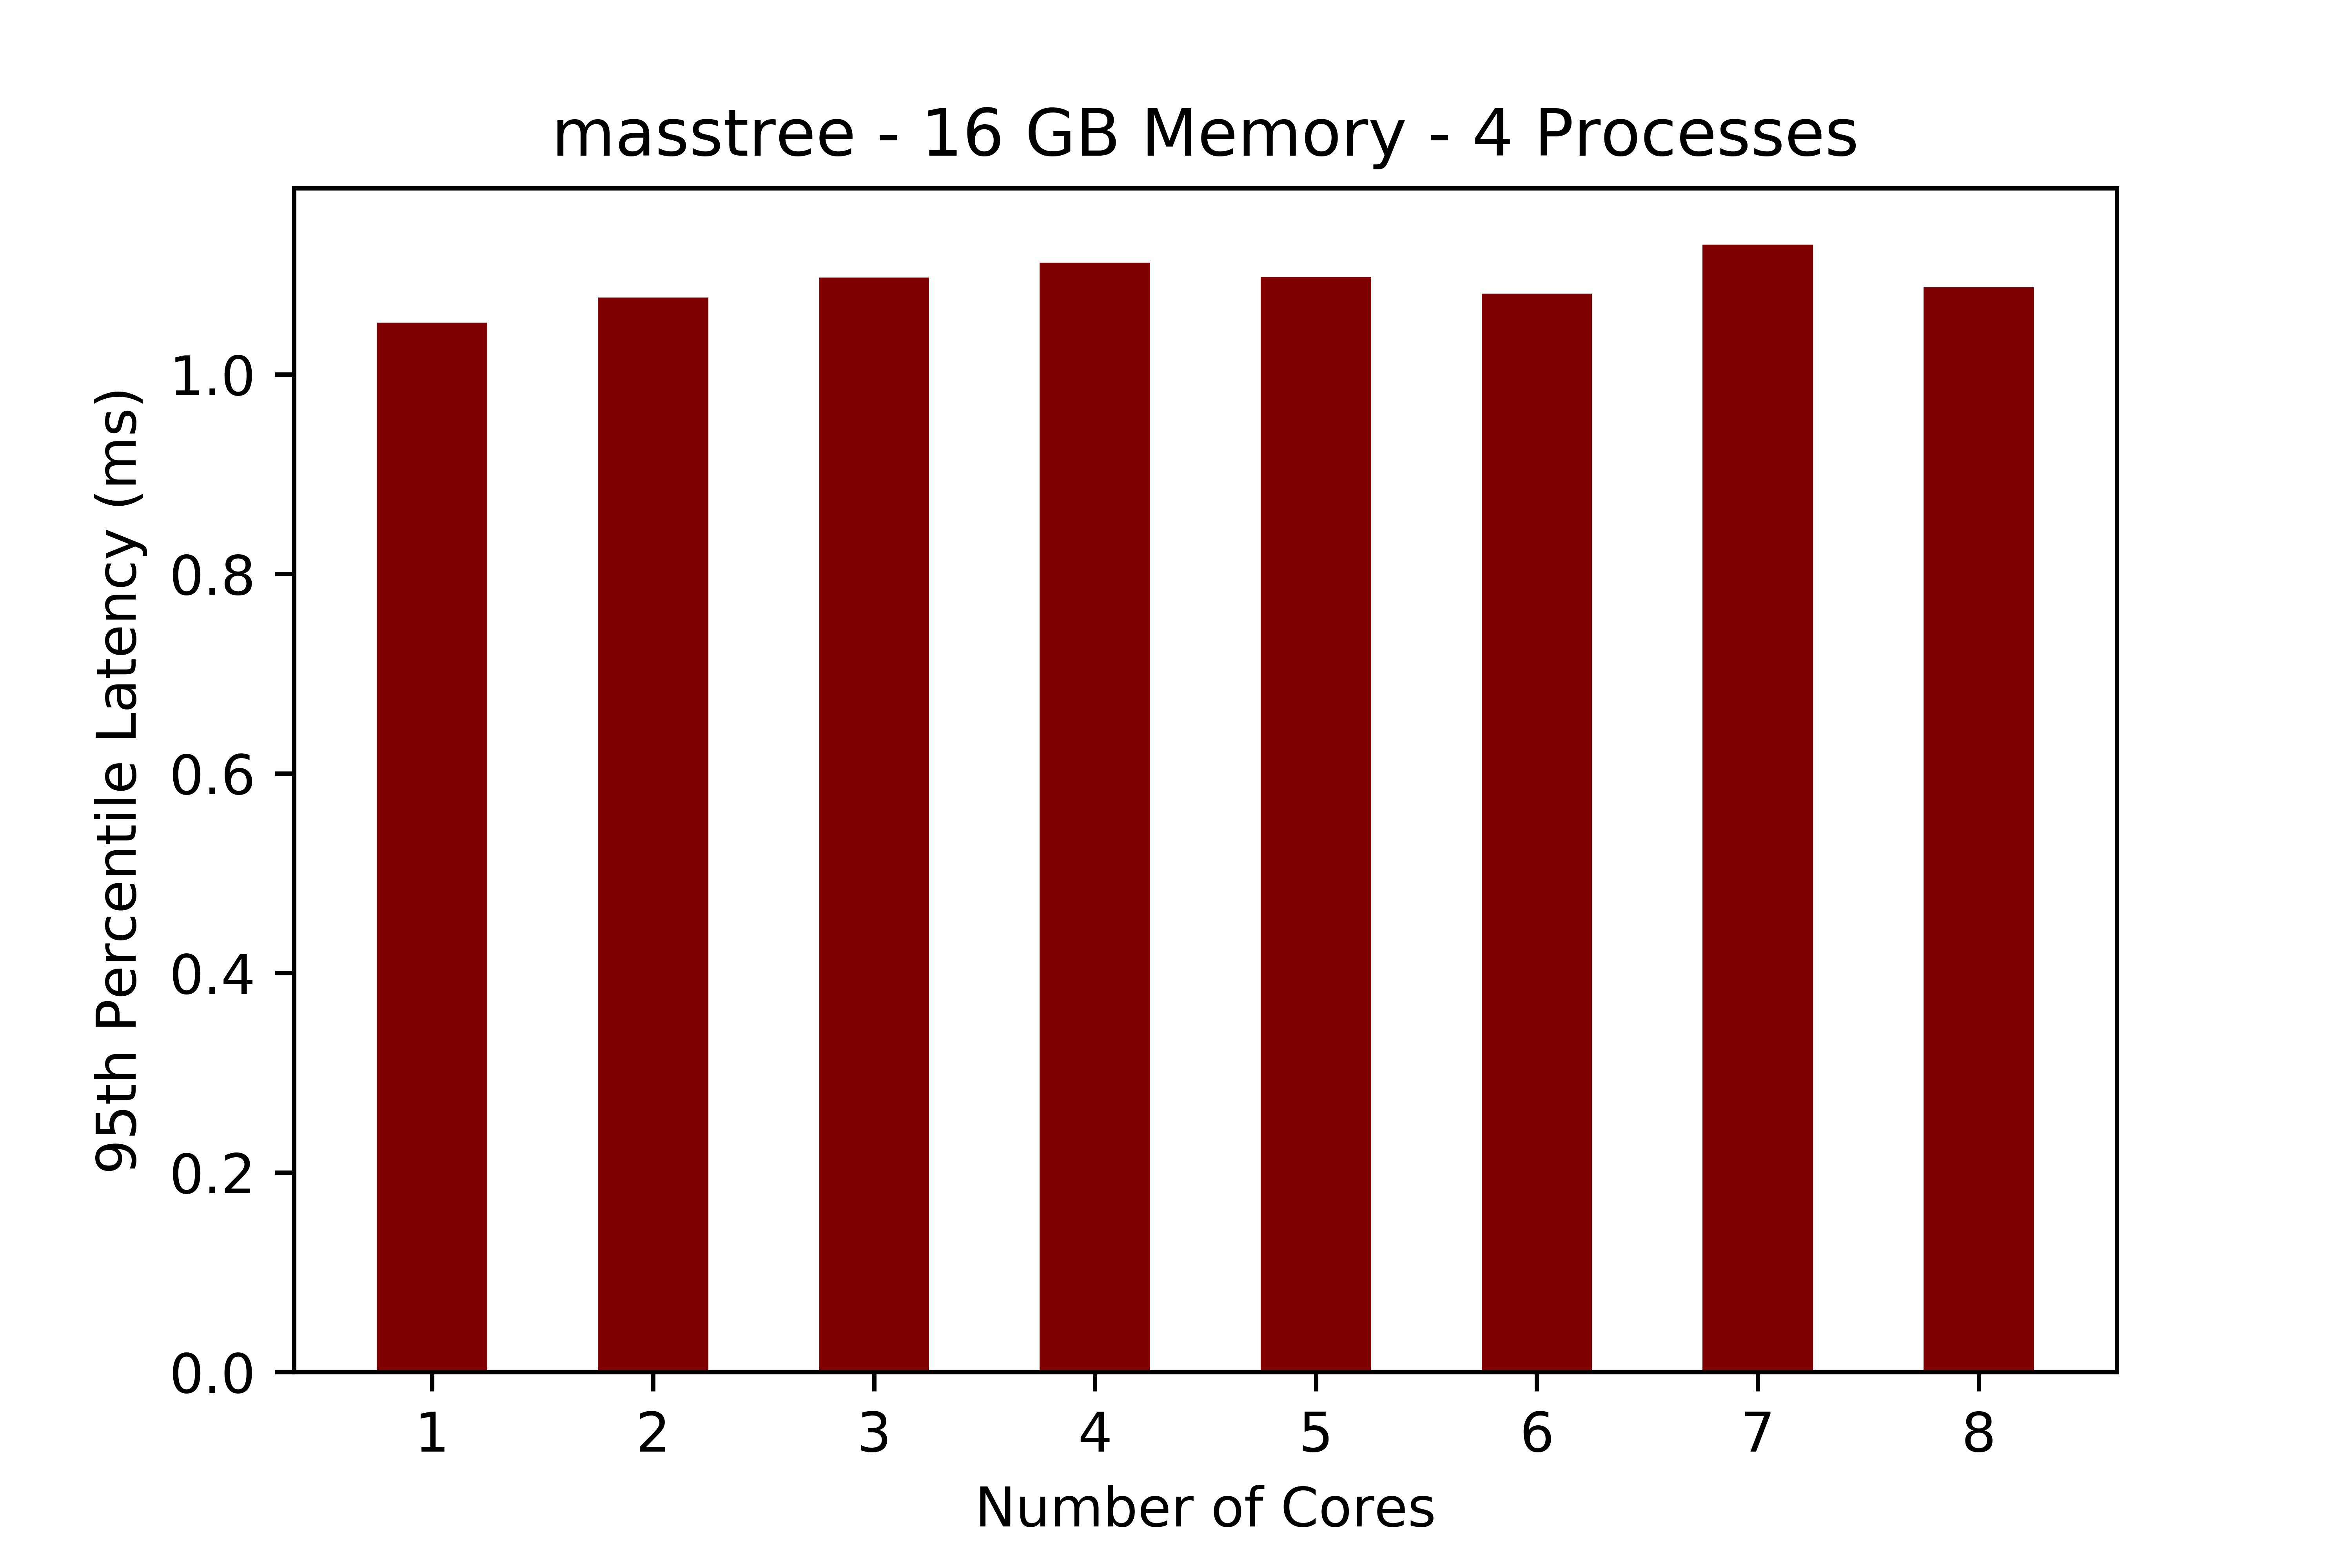 masstree - 16 GB Memory - 4 Processes
95th Percentile Latency (ms)
1.0
0.8
0.6
0.4
0.2
0.0
1 2 3 4 5 6 7 8
Number of Cores